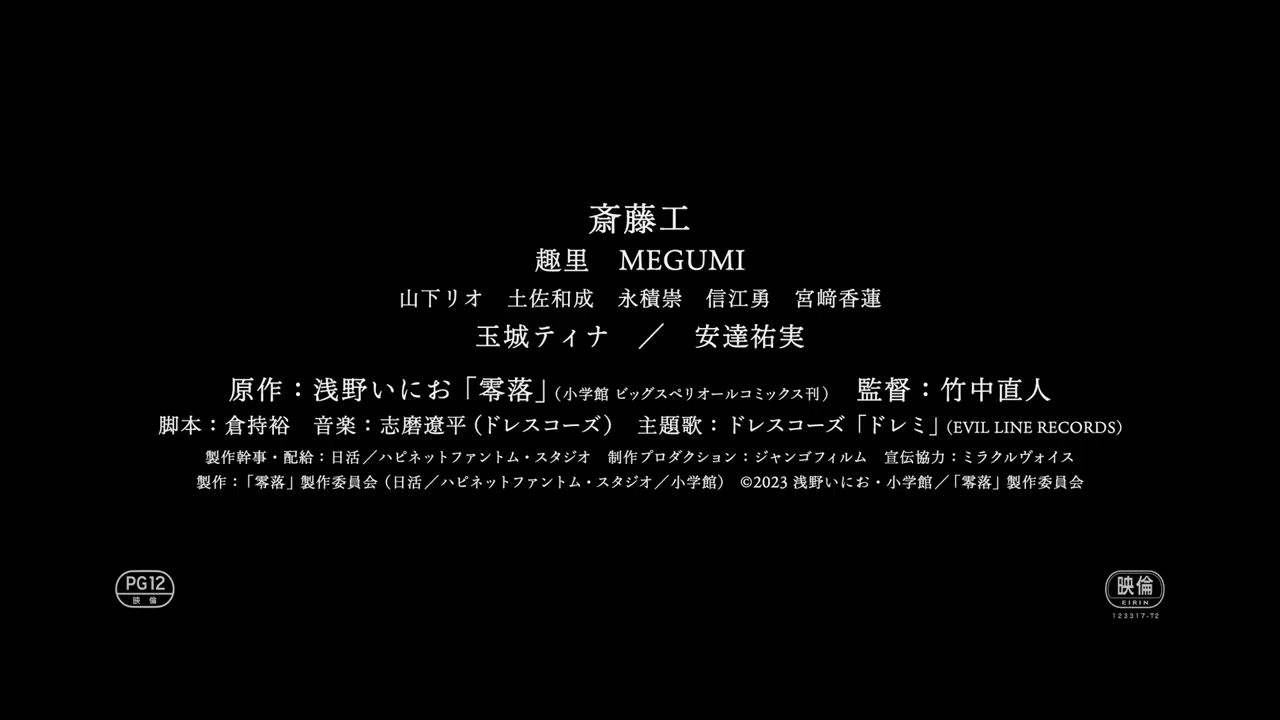 斎藤工
趣里　MEGUMI
山下リオ　土佐和成　永積崇　信江勇　宮﨑香蓮
玉城ティナ　／　安達祐実
原作：浅野いにお「零落」（小学館 ビッグスペリオールコミックス刊）　監督：竹中直人
脚本：倉持裕　音楽：志磨遼平（ドレスコーズ）　主題歌：ドレスコーズ「ドレミ」（EVIL LINE RECORDS）
製作幹事・配給：日活／ハピネットファントム・スタジオ　制作プロダクション：ジャンゴフィルム　宣伝協力：ミラクルヴォイス
製作：「零落」製作委員会（日活／ハピネットファントム・スタジオ／小学館）　©2023 浅野いにお・小学館／「零落」製作委員会
PG12
映倫
映倫
EIRIN
123317-T2